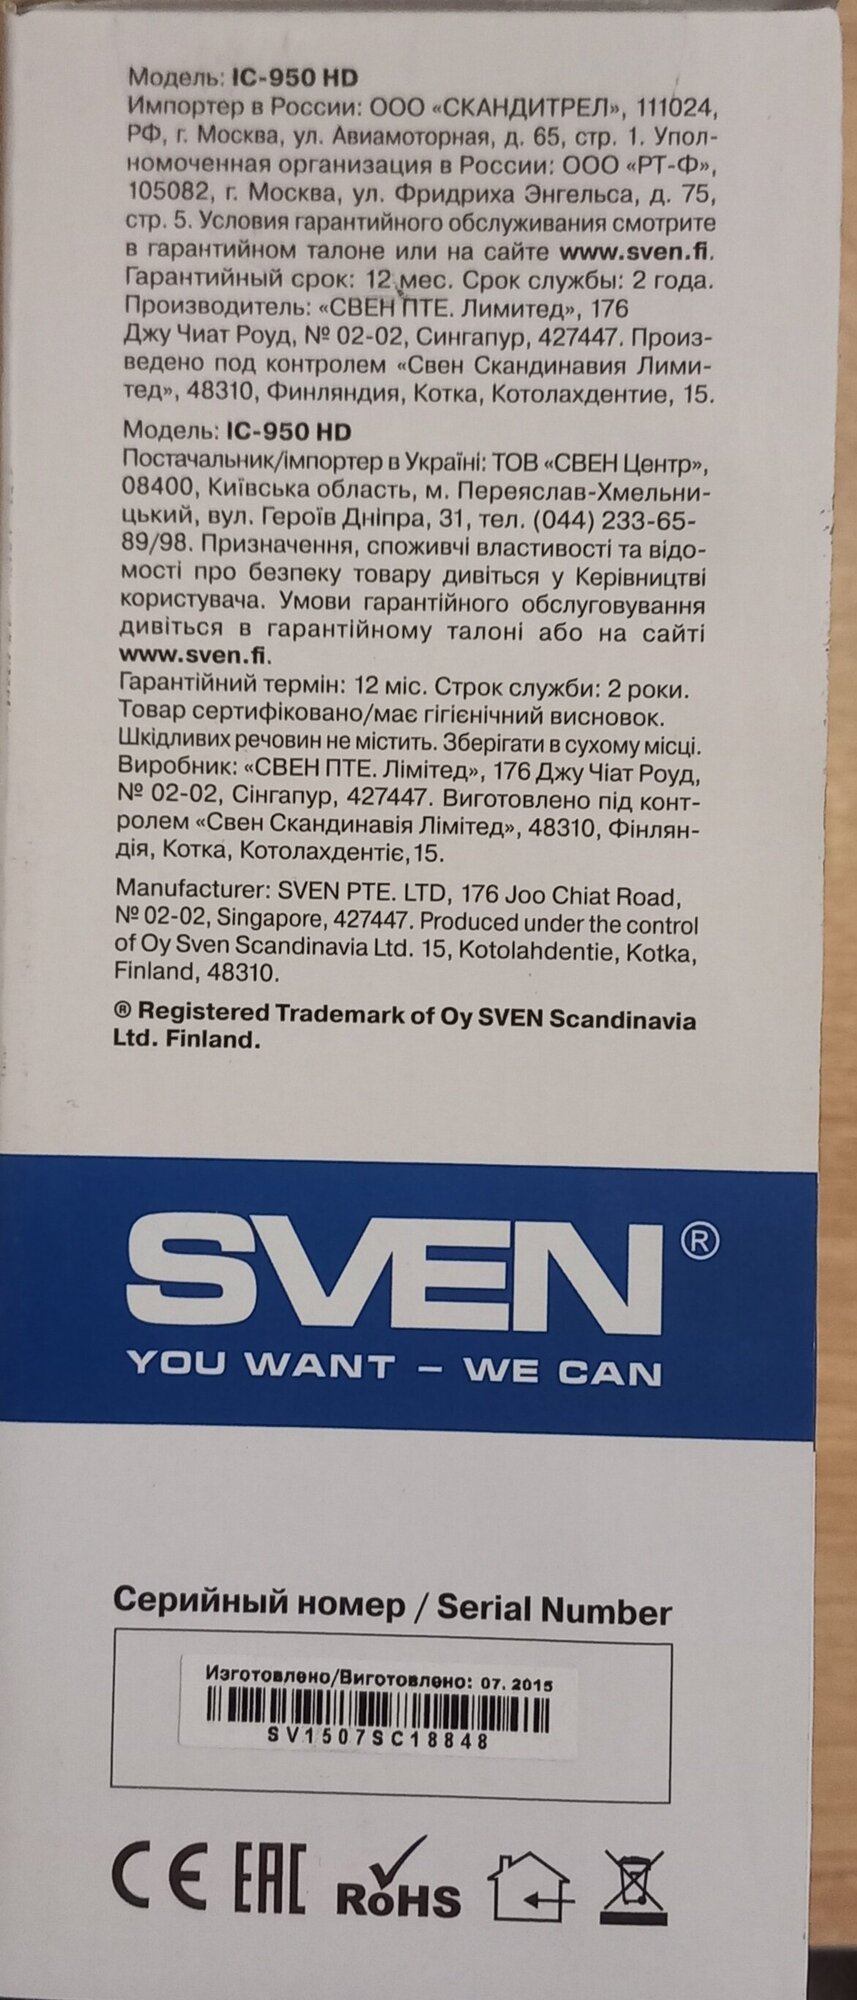 Модель: IC-950 HD
Импортер в России: ООО «СКАНДИТРЕЛ», 111024,
РФ, г. Москва, ул. Авиамоторная, д. 65, стр. 1. Упол-
номоченная организация в России: ООО «РТ-Ф»,
105082, г. Москва, ул. Фридриха Энгельса, д. 75,
стр. 5. Условия гарантийного обслуживания смотрите
в гарантийном талоне или на сайте www.sven.fi.
Гарантийный срок: 12 мес. Срок службы: 2 года.
Производитель: «СВЕН ПТЕ. Лимитед», 176
Джу Чиат Роуд, № 02-02, Сингапур, 427447. Произ-
ведено под контролем «Свен Скандинавия Лими-
тед», 48310, Финляндия, Котка, Котолахдентие, 15.
Модель: IC-950 HD
Постачальник/імпортер в Україні: ТОВ «СВЕН Центр»,
08400, Київська область, м. Переяслав-Хмельни-
цький, вул. Героїв Дніпра, 31, тел. (044) 233-65-
89/98. Призначення, споживчі властивості та відо-
мості про безпеку товару дивіться у Керівництві
користувача. Умови гарантійного обслуговування
дивіться в гарантійному талоні або на сайті
www.sven.fi.
Гарантійний термін: 12 міс. Строк служби: 2 роки.
Товар сертифіковано/має гігієнічний висновок.
Шкідливих речовин не містить. Зберігати в сухому місці.
Виробник: «СВЕН ПТЕ. Лімітед», 176 Джу Чіат Роуд,
№ 02-02, Сінгапур, 427447. Виготовлено під конт-
ролем «Свен Скандинавія Лімітед», 48310, Фінлян-
дія, Котка, Котолахдентіє, 15.
Manufacturer: SVEN PTE. LTD, 176 Joo Chiat Road,
№ 02-02, Singapore, 427447. Produced under the control
of Oy Sven Scandinavia Ltd. 15, Kotolahdentie, Kotka,
Finland, 48310.
® Registered Trademark of Oy SVEN Scandinavia
Ltd. Finland.
SVEN®
YOU WANT – WE CAN
Серийный номер / Serial Number
Изготовлено/Виготовлено: 07. 2015
SV1507SC18848
CE EAC RoHS